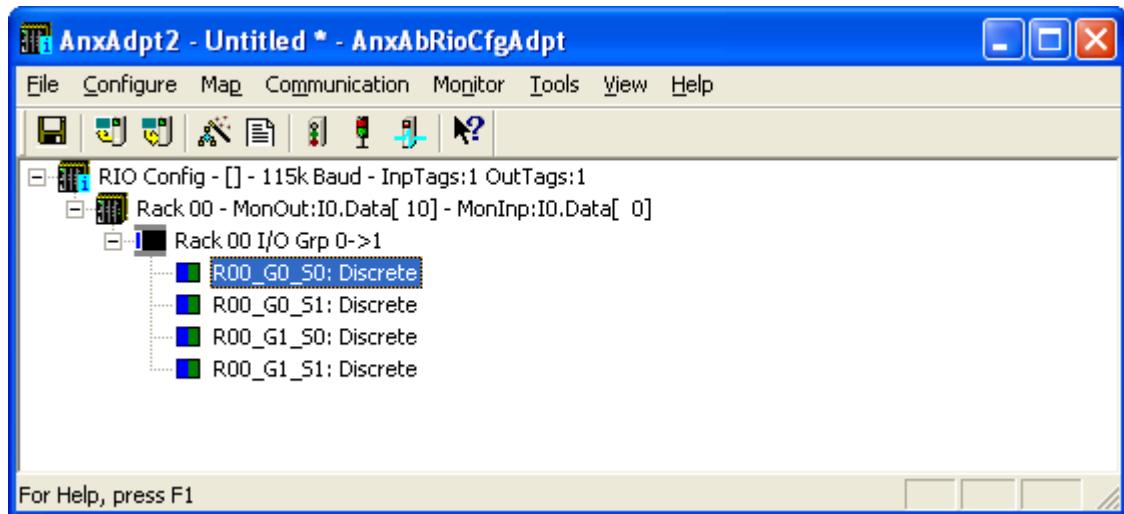 AnxAdpt2 - Untitled * - AnxAbRioCfgAdpt
File Configure Map Communication Monitor Tools View Help
RIO Config - [] - 115k Baud - InpTags:1 OutTags:1
Rack 00 - MonOut:I0.Data[ 10] - MonInp:I0.Data[  0]
Rack 00 I/O Grp 0->1
R00_G0_S0: Discrete
R00_G0_S1: Discrete
R00_G1_S0: Discrete
R00_G1_S1: Discrete
For Help, press F1